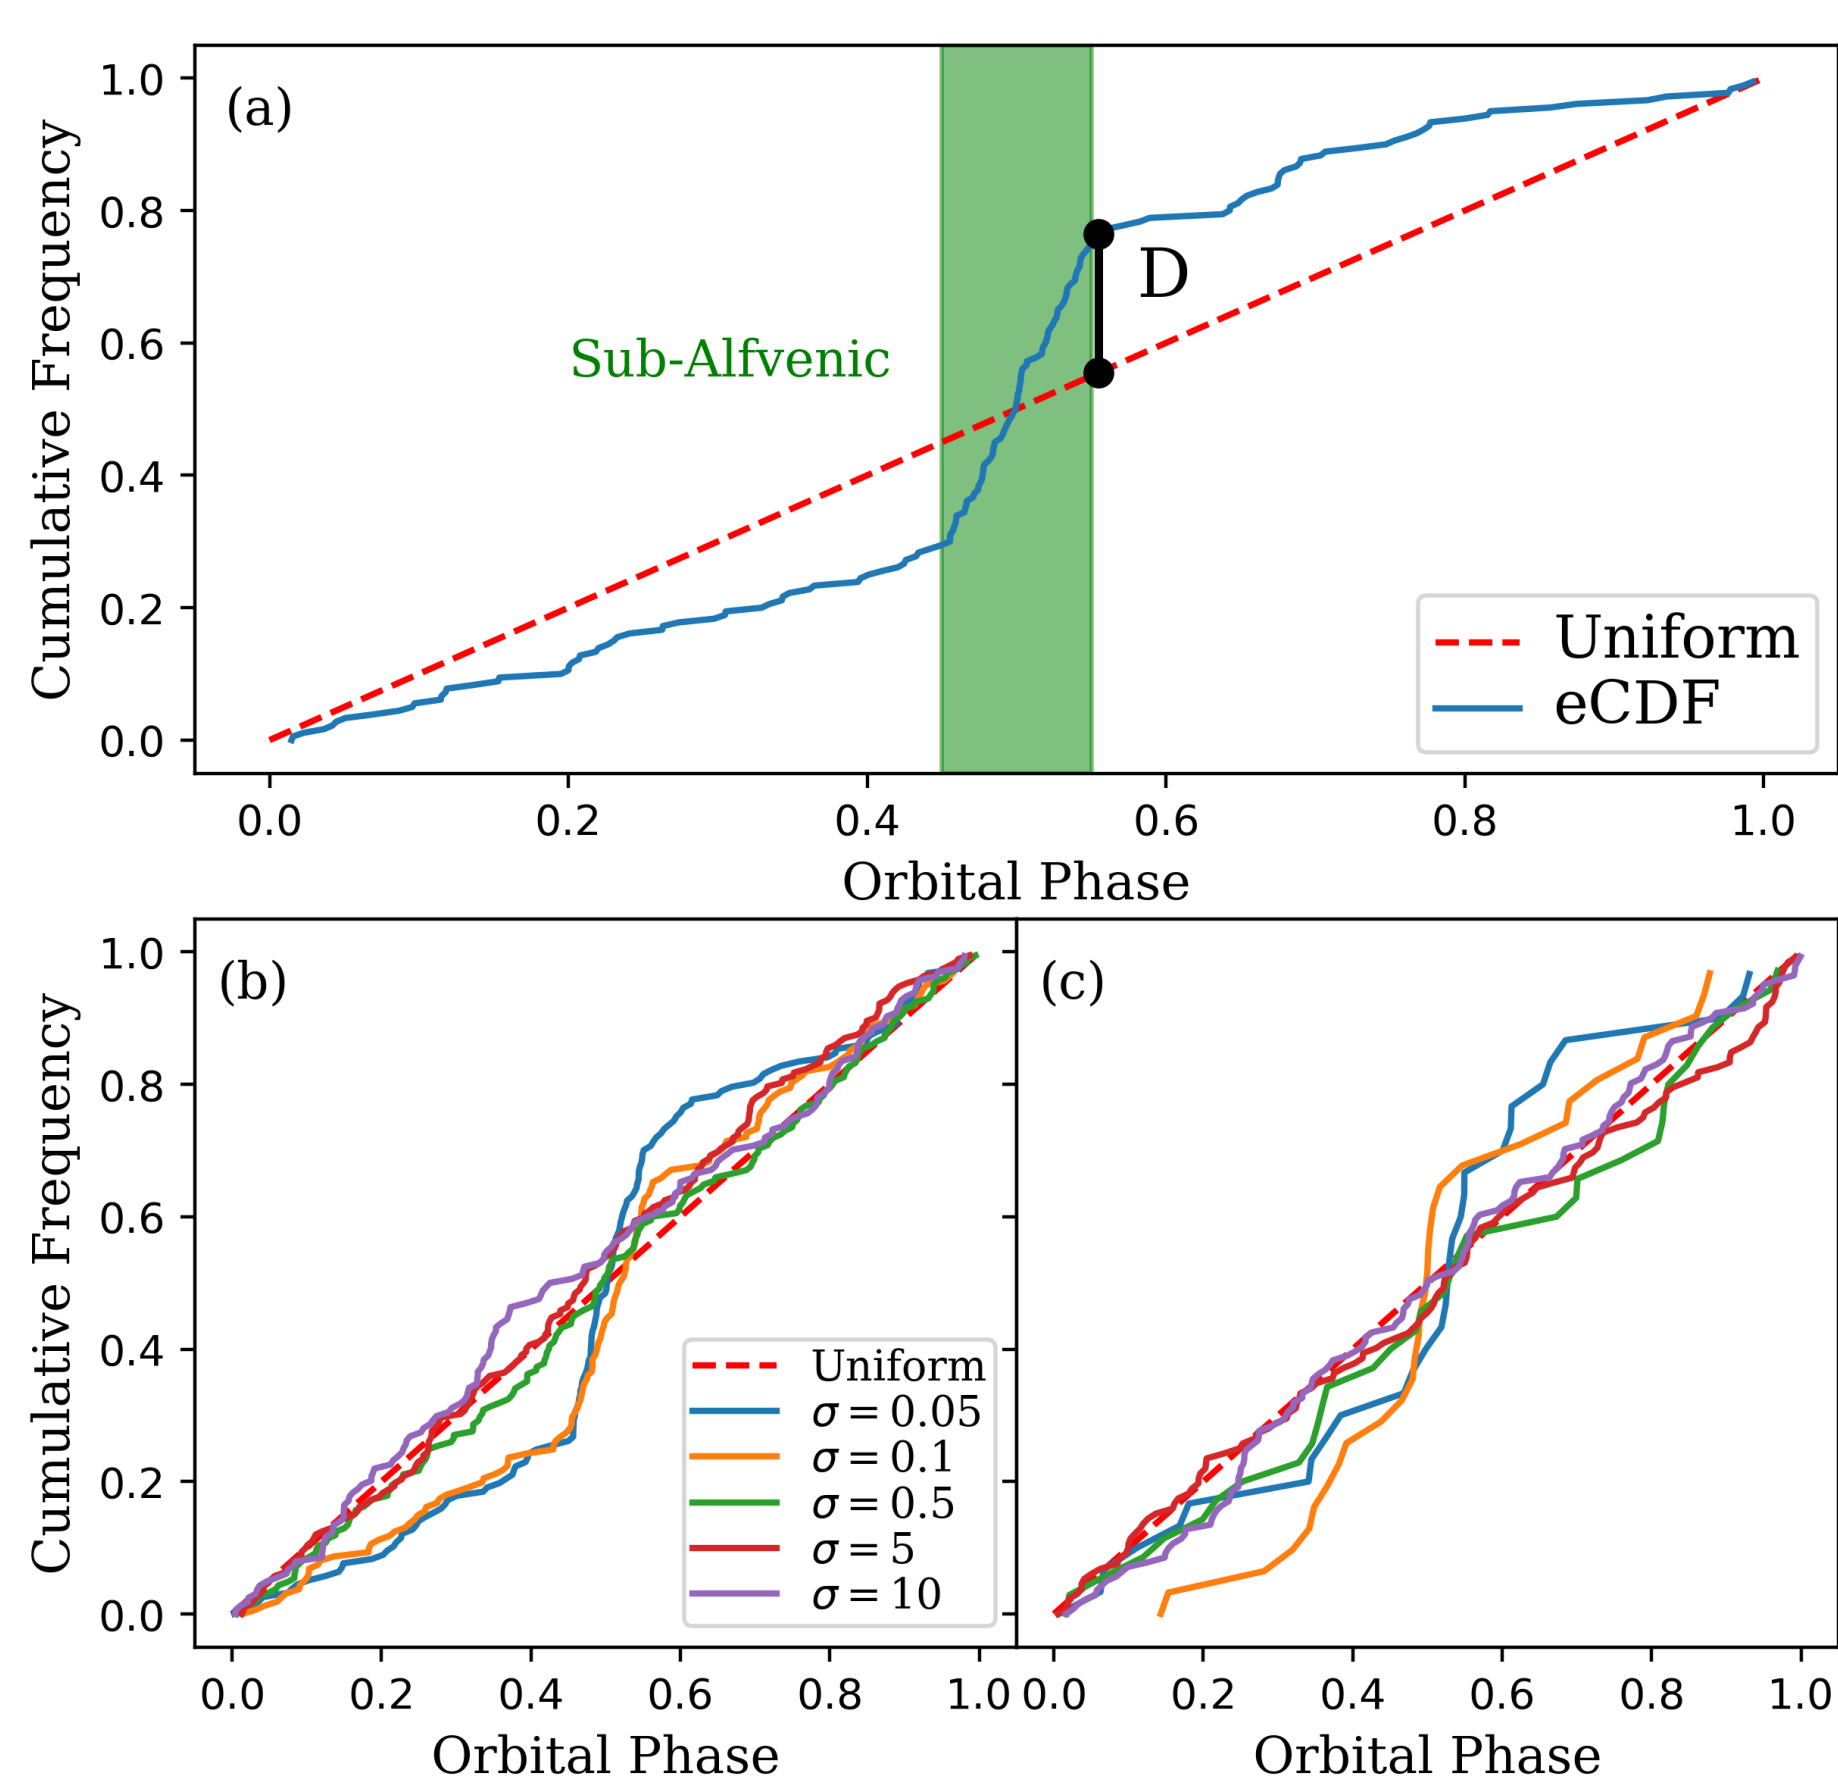 (a)
Cumulative Frequency
1.0
0.8
0.6
0.4
0.2
0.0
Sub-Alfvenic
D
Uniform
eCDF
0.0 0.2 0.4 0.6 0.8 1.0
Orbital Phase
(b)
Cumulative Frequency
1.0
0.8
0.6
0.4
0.2
0.0
Uniform
σ = 0.05
σ = 0.1
σ = 0.5
σ = 5
σ = 10
0.0 0.2 0.4 0.6 0.8 1.0
Orbital Phase
(c)
0.0 0.2 0.4 0.6 0.8 1.0
Orbital Phase